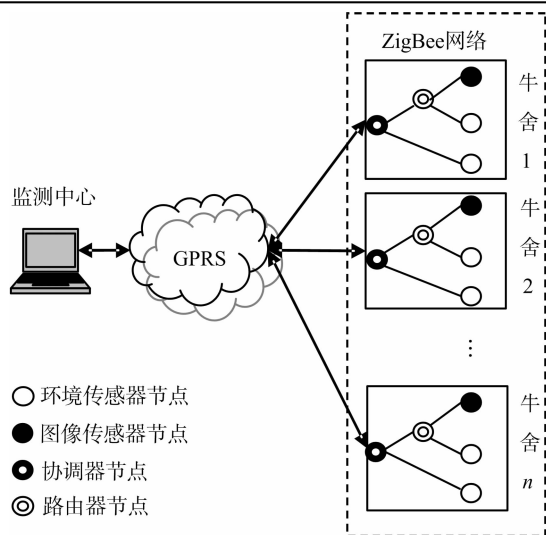 ZigBee网络
牛舍1
监测中心
GPRS
牛舍2
⋮
牛舍n
环境传感器节点
图像传感器节点
协调器节点
路由器节点